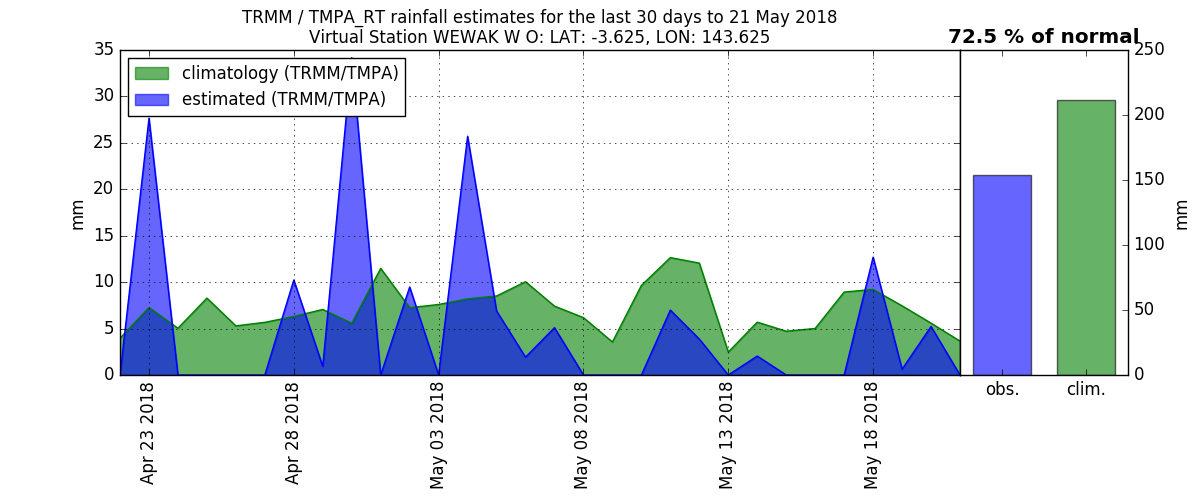 TRMM / TMPA_RT rainfall estimates for the last 30 days to 21 May 2018
Virtual Station WEWAK W O: LAT: -3.625, LON: 143.625
72.5 % of normal
climatology (TRMM/TMPA)
estimated (TRMM/TMPA)
mm
35
30
25
20
15
10
5
0
Apr 23 2018
Apr 28 2018
May 03 2018
May 08 2018
May 13 2018
May 18 2018
250
200
150
100
50
0
mm
obs.
clim.